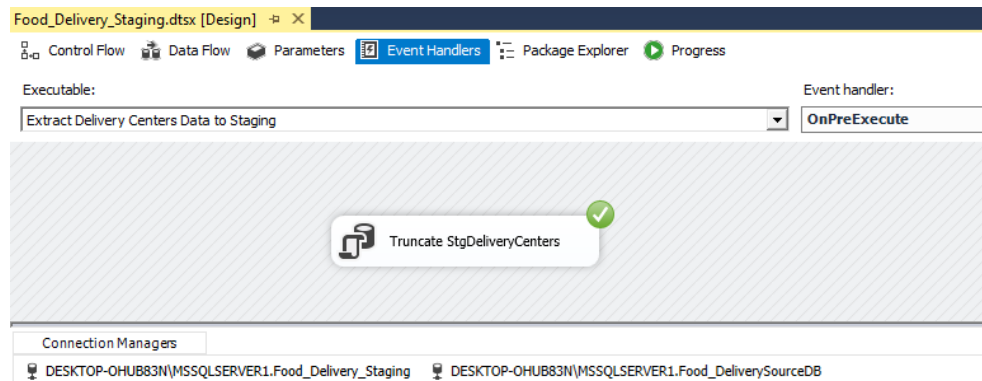 Food_Delivery_Staging.dtsx [Design]
Control Flow Data Flow Parameters Event Handlers Package Explorer Progress
Executable: Event handler:
Extract Delivery Centers Data to Staging OnPreExecute
Truncate StgDeliveryCenters
Connection Managers
DESKTOP-OHUB83N\MSSQLSERVER1.Food_Delivery_Staging DESKTOP-OHUB83N\MSSQLSERVER1.Food_DeliverySourceDB